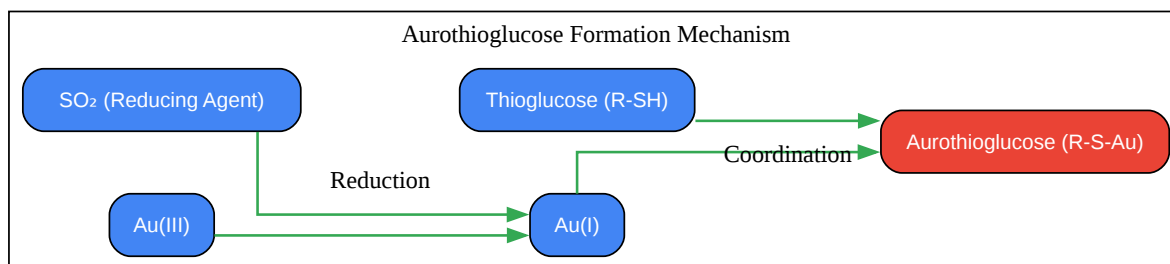 Aurothioglucose Formation Mechanism
SO₂ (Reducing Agent)
Thioglucose (R-SH)
Aurothioglucose (R-S-Au)
Coordination
Reduction
Au(III)
Au(I)